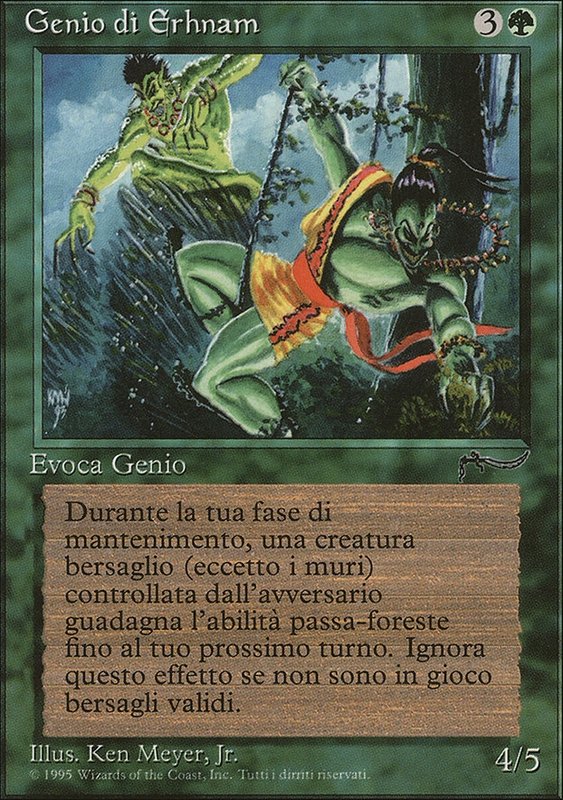 Genio di Erhnam 3
Evoca Genio
Durante la tua fase di
mantenimento, una creatura
bersaglio (eccetto i muri)
controllata dall'avversario
guadagna l'abilità passa-foreste
fino al tuo prossimo turno. Ignora
questo effetto se non sono in gioco
bersagli validi.
Illus. Ken Meyer, Jr.
4/5
© 1995 Wizards of the Coast, Inc. Tutti i diritti riservati.